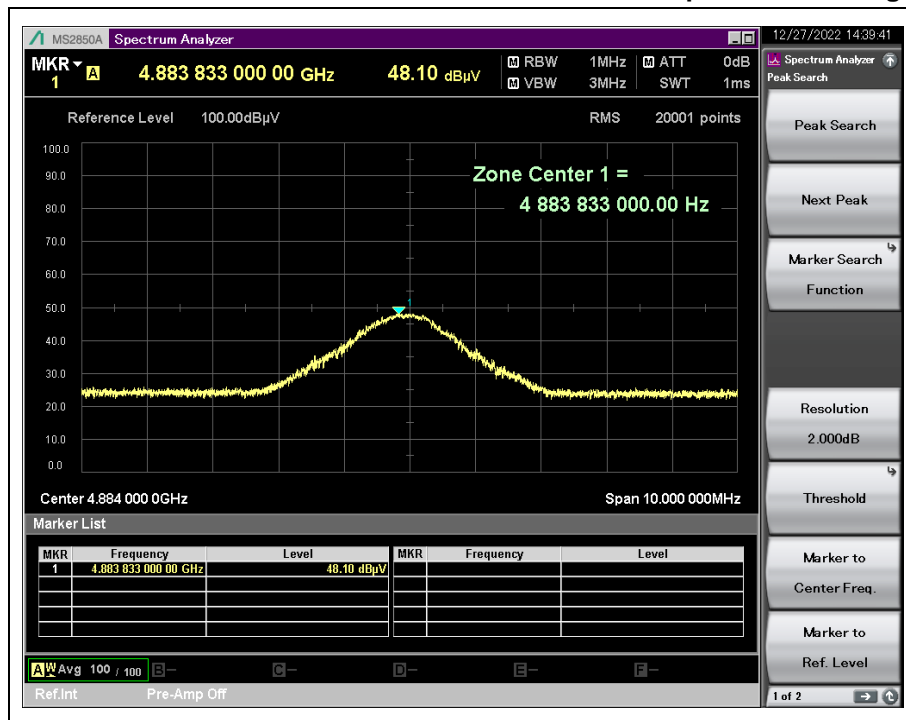 MS2850A Spectrum Analyzer
12/27/2022 14:39:41
MKR 1 A 4.883 833 000 00 GHz 48.10 dBµV
M RBW 1MHz M ATT 0dB
M VBW 3MHz SWT 1ms
Reference Level 100.00dBµV RMS 20001 points
Zone Center 1 =
4 883 833 000.00 Hz
100.0
90.0
80.0
70.0
60.0
50.0
40.0
30.0
20.0
10.0
0.0
1
Center 4.884 000 0GHz Span 10.000 000MHz
Marker List
MKR Frequency Level MKR Frequency Level
1 4.883 833 000 00 GHz 48.10 dBµV
A W Avg 100 / 100 B- C- D- E- F-
Ref.Int Pre-Amp Off
Spectrum Analyzer
Peak Search
Peak Search
Next Peak
Marker Search
Function
Resolution
2.000dB
Threshold
Marker to
Center Freq.
Marker to
Ref. Level
1 of 2